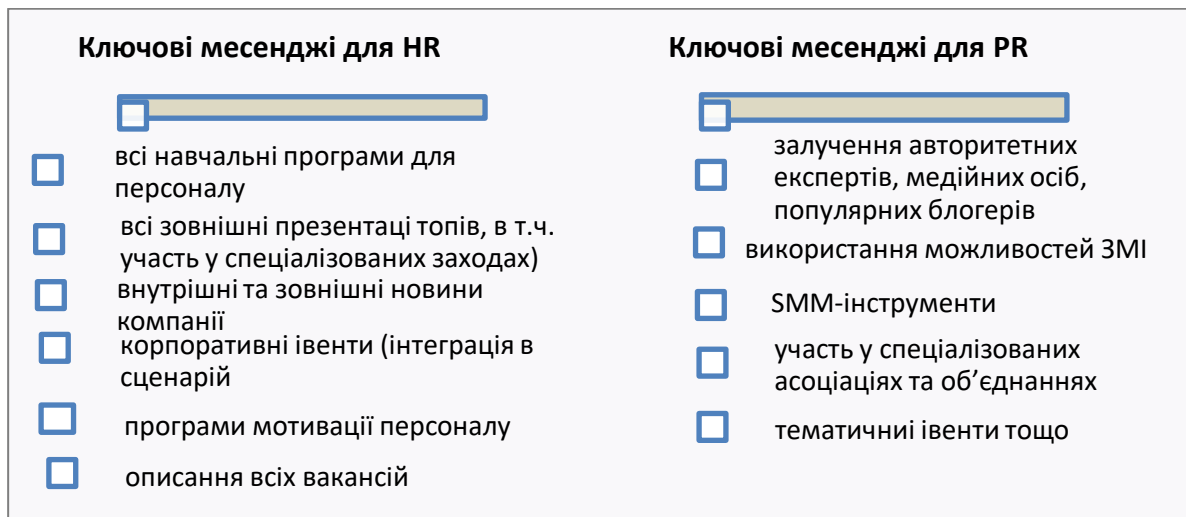 Ключові месенджі для HR
всі навчальні програми для
персоналу
всі зовнішні презентаці топів, в т.ч.
участь у спеціалізованих заходах)
внутрішні та зовнішні новини
компанії
корпоративні івенти (інтеграція в
сценарій
програми мотивації персоналу
описання всіх вакансій
Ключові месенджі для PR
залучення авторитетних
експертів, медійних осіб,
популярних блогерів
використання можливостей ЗМІ
SMM-інструменти
участь у спеціалізованих
асоціаціях та об’єднаннях
тематичниі івенти тощо